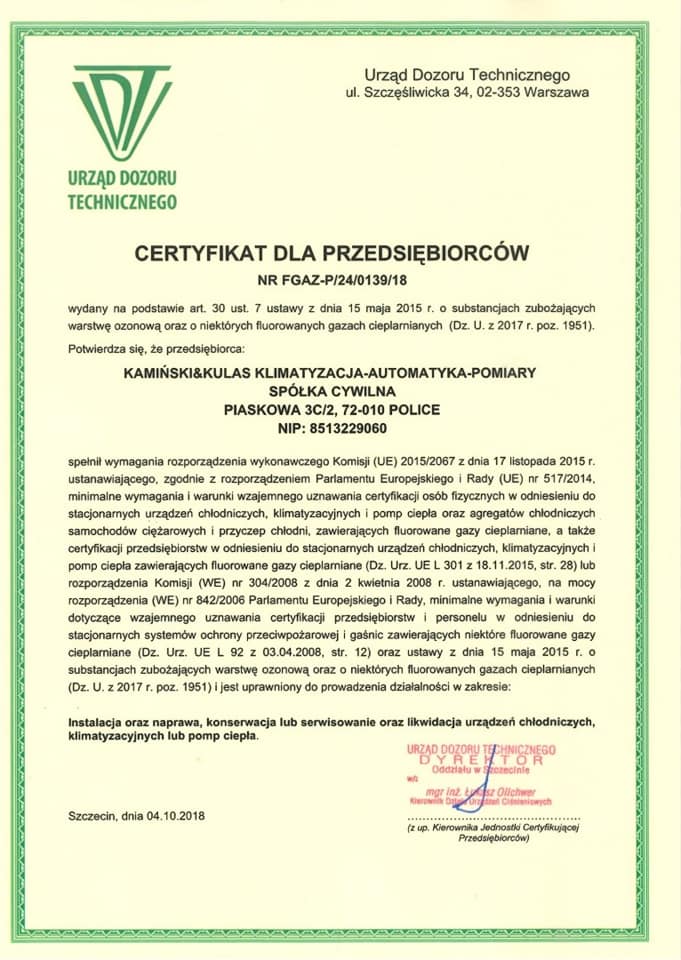 Urząd Dozoru Technicznego
ul. Szczęśliwicka 34, 02-353 Warszawa
UDT
URZĄD DOZORU
TECHNICZNEGO
CERTYFIKAT DLA PRZEDSIĘBIORCÓW
NR FGAZ-P/24/0139/18
wydany na podstawie art. 30 ust. 7 ustawy z dnia 15 maja 2015 r. o substancjach zubożających
warstwę ozonową oraz o niektórych fluorowanych gazach cieplarnianych (Dz. U. z 2017 r. poz. 1951).
Potwierdza się, że przedsiębiorca:
KAMIŃSKI&KULAS KLIMATYZACJA-AUTOMATYKA-POMIARY
SPÓŁKA CYWILNA
PIASKOWA 3C/2, 72-010 POLICE
NIP: 8513229060
spełnił wymagania rozporządzenia wykonawczego Komisji (UE) 2015/2067 z dnia 17 listopada 2015 r.
ustanawiającego, zgodnie z rozporządzeniem Parlamentu Europejskiego i Rady (UE) nr 517/2014,
minimalne wymagania i warunki wzajemnego uznawania certyfikacji osób fizycznych w odniesieniu do
stacjonarnych urządzeń chłodniczych, klimatyzacyjnych i pomp ciepła oraz agregatów chłodniczych
samochodów ciężarowych i przyczep chłodni, zawierających fluorowane gazy cieplarniane, a także
certyfikacji przedsiębiorstw w odniesieniu do stacjonarnych urządzeń chłodniczych, klimatyzacyjnych i
pomp ciepła zawierających fluorowane gazy cieplarniane (Dz. Urz. UE L 301 z 18.11.2015, str. 28) lub
rozporządzenia Komisji (WE) nr 304/2008 z dnia 2 kwietnia 2008 r. ustanawiającego, na mocy
rozporządzenia (WE) nr 842/2006 Parlamentu Europejskiego i Rady, minimalne wymagania i warunki
dotyczące wzajemnego uznawania certyfikacji przedsiębiorstw i personelu w odniesieniu do
stacjonarnych systemów ochrony przeciwpożarowej i gaśnic zawierających niektóre fluorowane gazy
cieplarniane (Dz. Urz. UE L 92 z 03.04.2008, str. 12) oraz ustawy z dnia 15 maja 2015 r. o
substancjach zubożających warstwę ozonową oraz o niektórych fluorowanych gazach cieplarnianych
(Dz. U. z 2017 r. poz. 1951) i jest uprawniony do prowadzenia działalności w zakresie:
Instalacja oraz naprawa, konserwacja lub serwisowanie oraz likwidacja urządzeń chłodniczych,
klimatyzacyjnych lub pomp ciepła.
URZĄD DOZORU TECHNICZNEGO
DYREKTOR
Oddziału w Szczecinie
w/z
mgr inż. Łukasz Olichwer
Kierownik Działu Urządzeń Ciśnieniowych
Szczecin, dnia 04.10.2018
(z up. Kierownika Jednostki Certyfikującej
Przedsiębiorców)